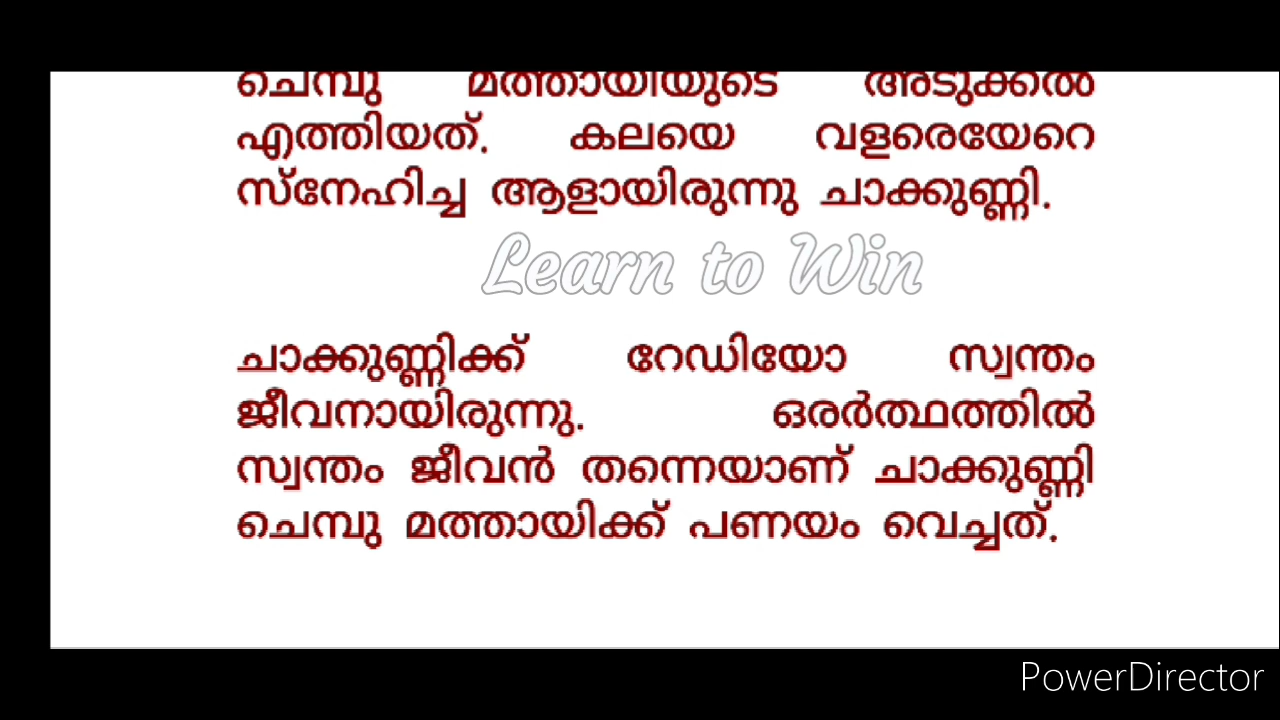 ചെമ്പു മത്തായിയുടെ അടുക്കൽ
എത്തിയത്. കലയെ വളരെയേറെ
സ്നേഹിച്ച ആളായിരുന്നു ചാക്കുണ്ണി.
Learn to Win
ചാക്കുണ്ണിക്ക് റേഡിയോ സ്വന്തം
ജീവനായിരുന്നു. ഒരർത്ഥത്തിൽ
സ്വന്തം ജീവൻ തന്നെയാണ് ചാക്കുണ്ണി
ചെമ്പു മത്തായിക്ക് പണയം വെച്ചത്.
PowerDirector